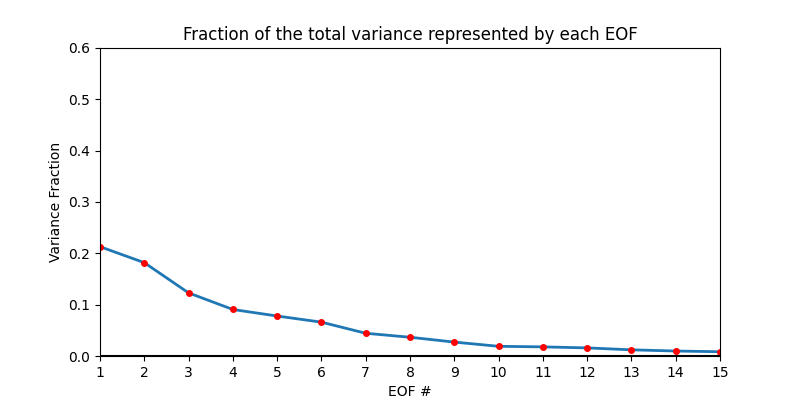 Fraction of the total variance represented by each EOF
0.6
0.5
0.4
0.3
0.2
0.1
0.0
Variance Fraction
1 2 3 4 5 6 7 8 9 10 11 12 13 14 15
EOF #